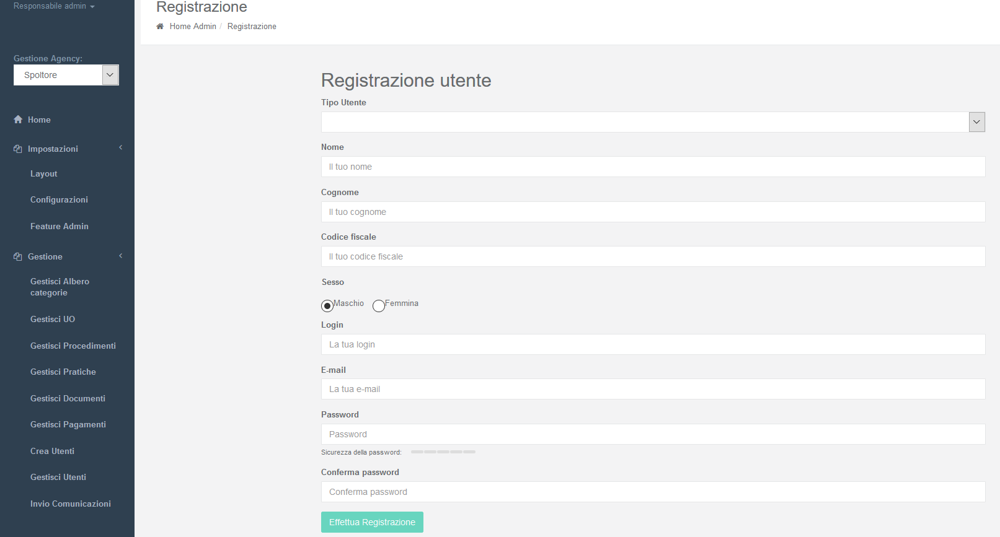 Responsabile admin
Gestione Agency:
Spoltore
Home
Impostazioni
Layout
Configurazioni
Feature Admin
Gestione
Gestisci Albero
categorie
Gestisci UO
Gestisci Procedimenti
Gestisci Pratiche
Gestisci Documenti
Gestisci Pagamenti
Crea Utenti
Gestisci Utenti
Invio Comunicazioni
Registrazione
Home Admin / Registrazione
Registrazione utente
Tipo Utente
Nome
Il tuo nome
Cognome
Il tuo cognome
Codice fiscale
Il tuo codice fiscale
Sesso
Maschio Femmina
Login
La tua login
E-mail
La tua e-mail
Password
Password
Sicurezza della password:
Conferma password
Conferma password
Effettua Registrazione